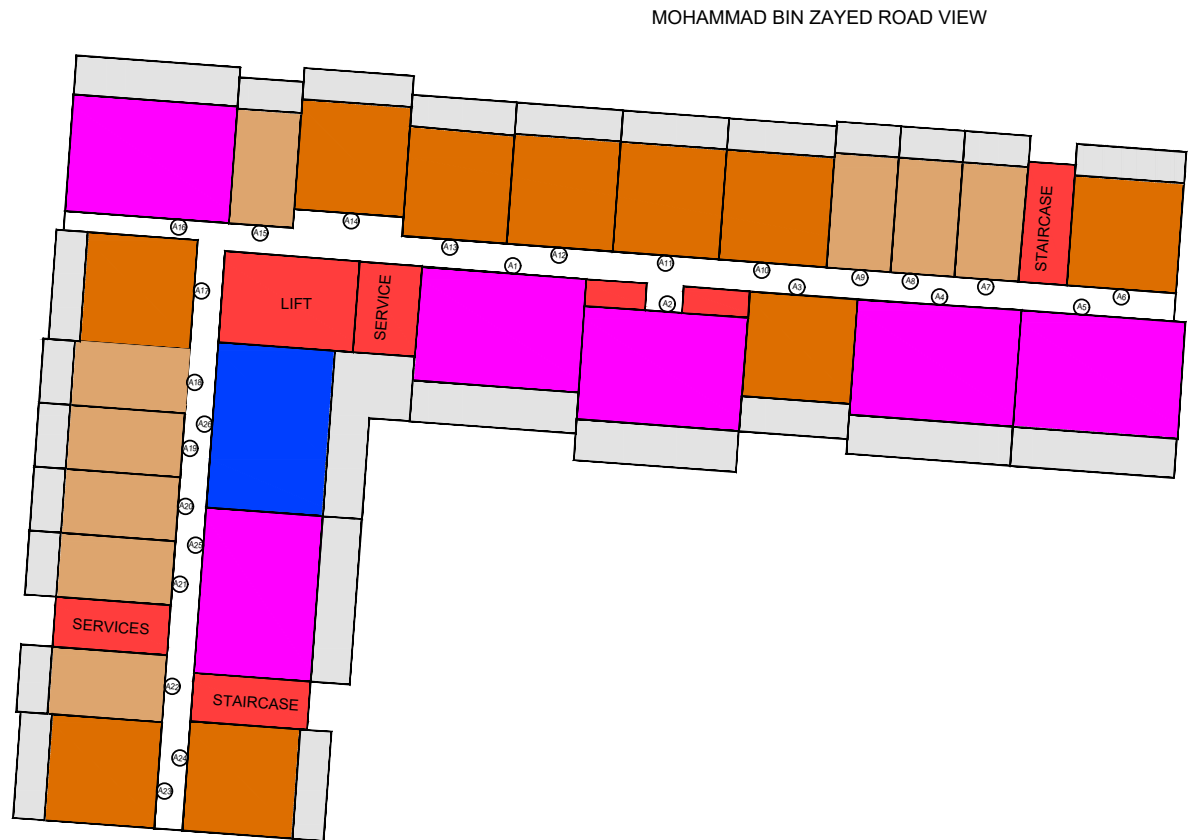 MOHAMMAD BIN ZAYED ROAD VIEW
A16
A15
A14
A13
A1
A12
A11
A10
A9
A8
A7
STAIRCASE
A6
A17
LIFT
SERVICE
A2
A3
A4
A5
A18
A26
A19
A20
A25
A21
SERVICES
A22
STAIRCASE
A24
A23